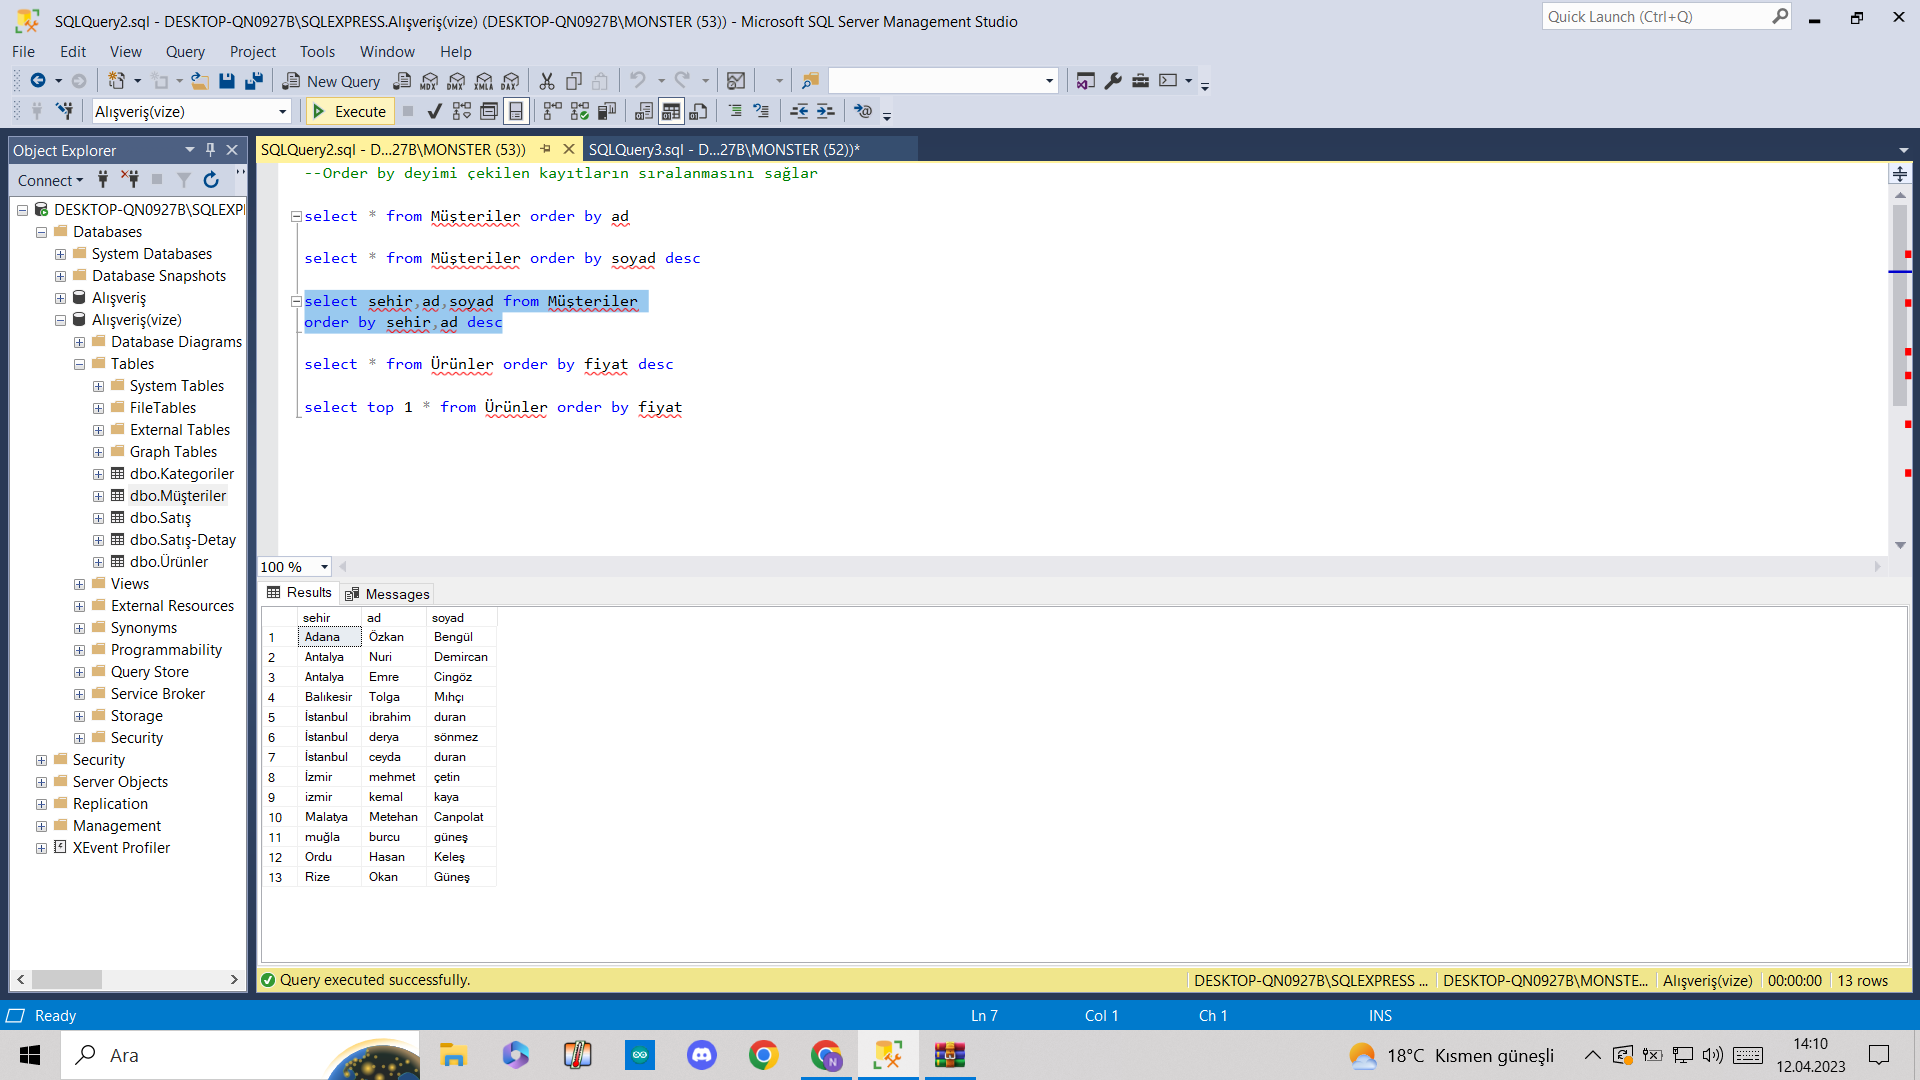 SQLQuery2.sql - DESKTOP-QN0927B\SQLEXPRESS.Alışveriş(vize) (DESKTOP-QN0927B\MONSTER (53)) - Microsoft SQL Server Management Studio
Quick Launch (Ctrl+Q)
File Edit View Query Project Tools Window Help
New Query
MDX DMX XMLA DAX
Alışveriş(vize)
Execute
Object Explorer
Connect
DESKTOP-QN0927B\SQLEXPI
Databases
System Databases
Database Snapshots
Alışveriş
Alışveriş(vize)
Database Diagrams
Tables
System Tables
FileTables
External Tables
Graph Tables
dbo.Kategoriler
dbo.Müşteriler
dbo.Satış
dbo.Satış-Detay
dbo.Ürünler
Views
External Resources
Synonyms
Programmability
Query Store
Service Broker
Storage
Security
Security
Server Objects
Replication
Management
XEvent Profiler
SQLQuery2.sql - D...27B\MONSTER (53))
SQLQuery3.sql - D...27B\MONSTER (52))*
--Order by deyimi çekilen kayıtların sıralanmasını sağlar
select * from Müşteriler order by ad
select * from Müşteriler order by soyad desc
select sehir,ad,soyad from Müşteriler
order by sehir,ad desc
select * from Ürünler order by fiyat desc
select top 1 * from Ürünler order by fiyat
100 %
Results
Messages
sehir ad soyad
1 Adana Özkan Bengül
2 Antalya Nuri Demircan
3 Antalya Emre Cingöz
4 Balıkesir Tolga Mıhçı
5 İstanbul ibrahim duran
6 İstanbul derya sönmez
7 İstanbul ceyda duran
8 İzmir mehmet çetin
9 izmir kemal kaya
10 Malatya Metehan Canpolat
11 muğla burcu güneş
12 Ordu Hasan Keleş
13 Rize Okan Güneş
Query executed successfully.
DESKTOP-QN0927B\SQLEXPRESS ...
DESKTOP-QN0927B\MONSTE...
Alışveriş(vize)
00:00:00
13 rows
Ready
Ln 7
Col 1
Ch 1
INS
Ara
N
18°C Kısmen güneşli
14:10
12.04.2023